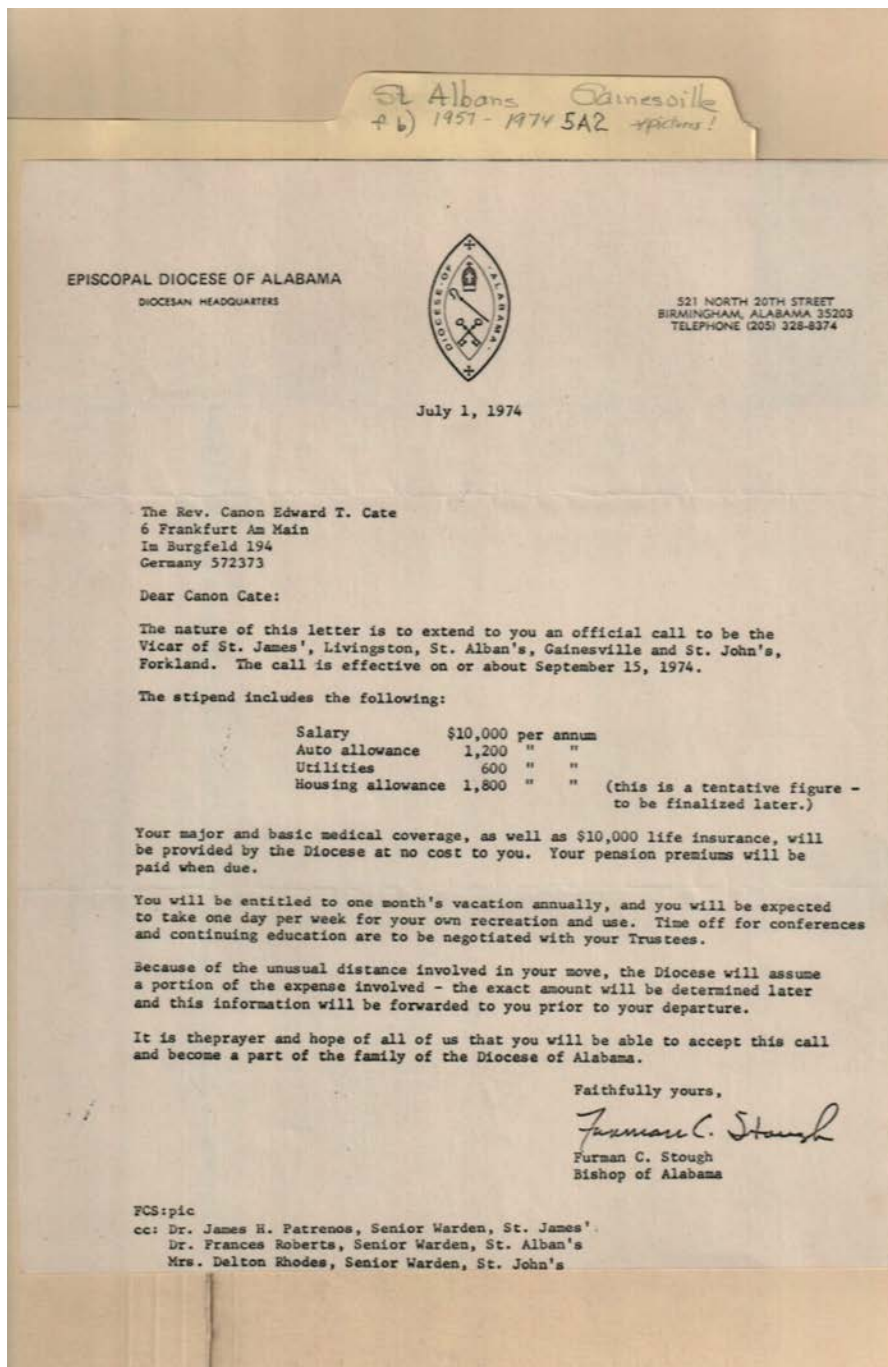 St Albans Gainesville
f b) 1957 - 1974 5A2 +pictures!
EPISCOPAL DIOCESE OF ALABAMA
DIOCESAN HEADQUARTERS
DIOCESE·OF· ·ALABAMA·
521 NORTH 20TH STREET
BIRMINGHAM, ALABAMA 35203
TELEPHONE (205) 328-8374
July 1, 1974
The Rev. Canon Edward T. Cate
6 Frankfurt Am Main
Im Burgfeld 194
Germany 572373
Dear Canon Cate:
The nature of this letter is to extend to you an official call to be the
Vicar of St. James', Livingston, St. Alban's, Gainesville and St. John's,
Forkland. The call is effective on or about September 15, 1974.
The stipend includes the following:
Salary $10,000 per annum
Auto allowance 1,200 " "
Utilities 600 " "
Housing allowance 1,800 " " (this is a tentative figure -
to be finalized later.)
Your major and basic medical coverage, as well as $10,000 life insurance, will
be provided by the Diocese at no cost to you. Your pension premiums will be
paid when due.
You will be entitled to one month's vacation annually, and you will be expected
to take one day per week for your own recreation and use. Time off for conferences
and continuing education are to be negotiated with your Trustees.
Because of the unusual distance involved in your move, the Diocese will assume
a portion of the expense involved - the exact amount will be determined later
and this information will be forwarded to you prior to your departure.
It is theprayer and hope of all of us that you will be able to accept this call
and become a part of the family of the Diocese of Alabama.
Faithfully yours,
Furman C. Stough
Furman C. Stough
Bishop of Alabama
FCS:pic
cc: Dr. James H. Patrenos, Senior Warden, St. James'
Dr. Frances Roberts, Senior Warden, St. Alban's
Mrs. Delton Rhodes, Senior Warden, St. John's